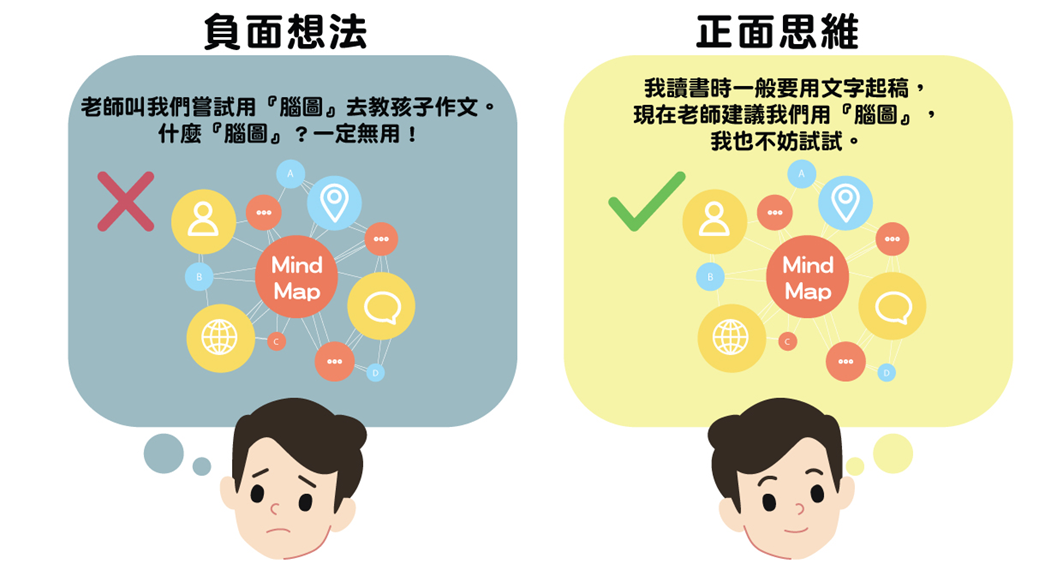 負面想法
老師叫我們嘗試用『腦圖』去教孩子作文。
什麼『腦圖』？一定無用！
A
B
Mind
Map
C
D
正面思維
我讀書時一般要用文字起稿，
現在老師建議我們用『腦圖』，
我也不妨試試。
A
B
Mind
Map
C
D